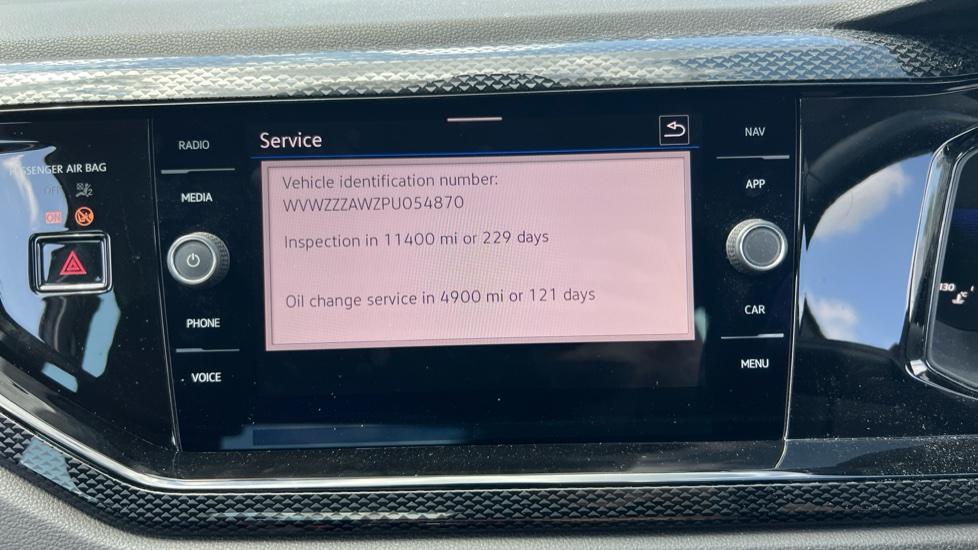 Service
Vehicle identification number:
WVWZZZAWZPU054870
Inspection in 11400 mi or 229 days
Oil change service in 4900 mi or 121 days
RADIO
MEDIA
PHONE
VOICE
NAV
APP
CAR
MENU
PASSENGER AIR BAG
OFF
ON
130